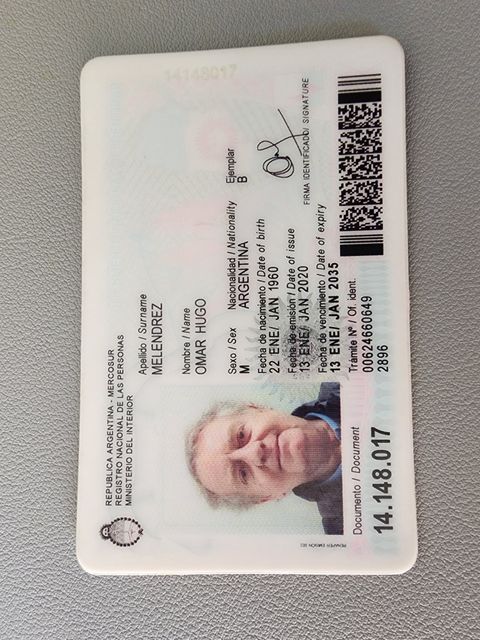 REPUBLICA ARGENTINA - MERCOSUR
REGISTRO NACIONAL DE LAS PERSONAS
MINISTERIO DEL INTERIOR
Apellido / Surname
MELENDREZ
Nombre / Name
OMAR HUGO
Sexo / Sex Nacionalidad / Nationality Ejemplar
M ARGENTINA B
Fecha de nacimiento / Date of birth
22 ENE/ JAN 1960
Fecha de emisión / Date of issue
13 ENE/ JAN 2020
FIRMA IDENTIFICADO/ SIGNATURE
Fecha de vencimiento / Date of expiry
13 ENE/ JAN 2035
Documento / Document
14.148.017
Trámite Nº / Of. ident.
00624660649
2896